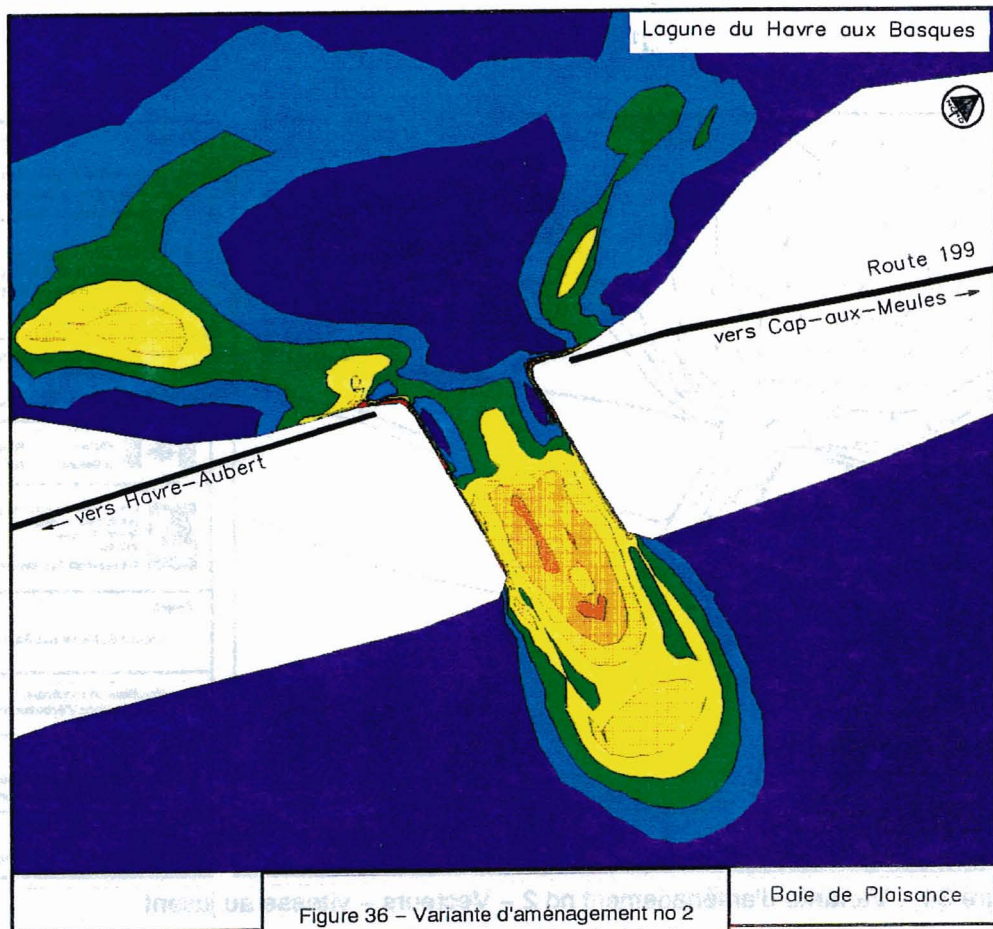 Lagune du Havre aux Basques
Route 199
vers Cap-aux-Meules →
← vers Havre-Aubert
Baie de Plaisance
Figure 36 – Variante d'aménagement no 2